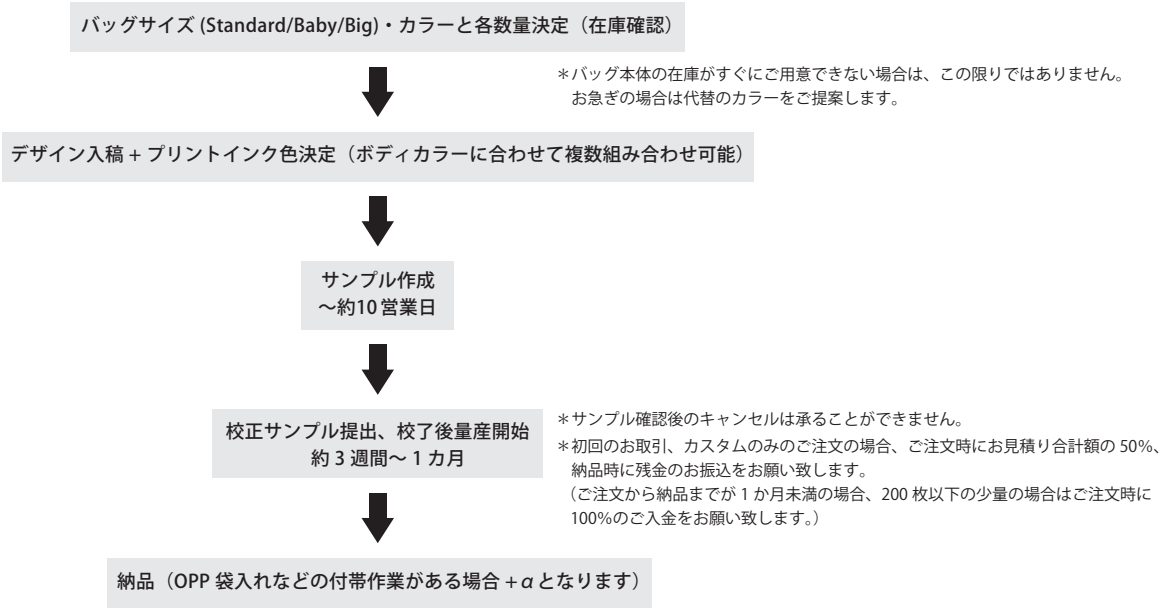 バッグサイズ (Standard/Baby/Big)・カラーと各数量決定（在庫確認）
＊バッグ本体の在庫がすぐにご用意できない場合は、この限りではありません。
お急ぎの場合は代替のカラーをご提案します。
デザイン入稿 + プリントインク色決定（ボディカラーに合わせて複数組み合わせ可能）
サンプル作成
〜約10 営業日
校正サンプル提出、校了後量産開始
約 3 週間〜 1 カ月
＊サンプル確認後のキャンセルは承ることができません。
＊初回のお取引、カスタムのみのご注文の場合、ご注文時にお見積り合計額の 50%、
納品時に残金のお振込をお願い致します。
（ご注文から納品までが 1 か月未満の場合、200 枚以下の少量の場合はご注文時に
100%のご入金をお願い致します。）
納品（OPP 袋入れなどの付帯作業がある場合 +αとなります）